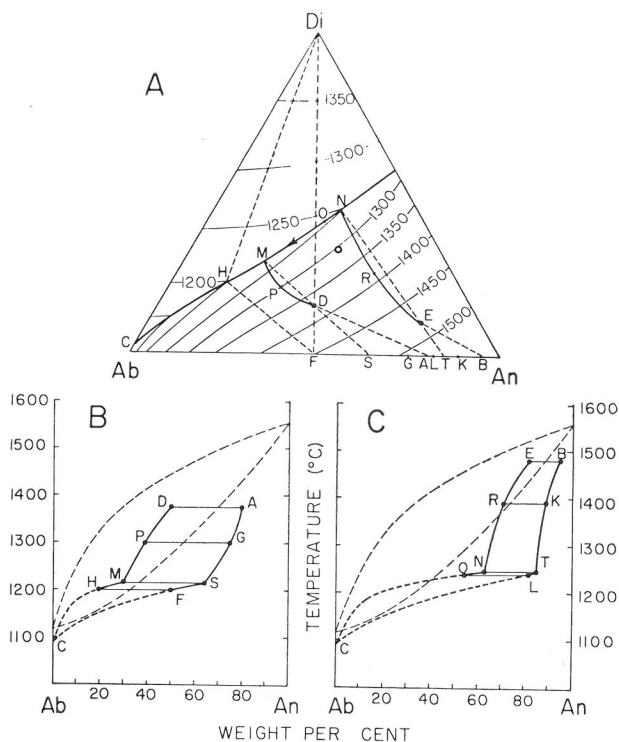 Di
A
1350
1300
N
O
1250
1300
M
1350
H
1400
1200
R
P
1450
D
E
1500
C
F S G A L T K B
Ab An
1600 B C 1600
1500 E B 1500
1400 D A R K 1400
1300 P G 1300
1200 H M S F Q N T L 1200
1100 C C 1100
TEMPERATURE (°C)
20 40 60 80 20 40 60 80
Ab An Ab An
WEIGHT PER CENT